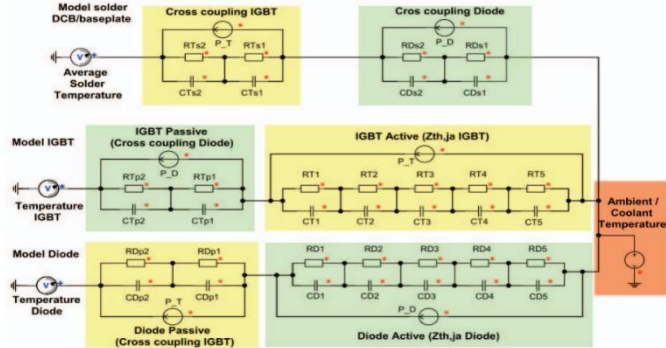 Model solder
DCB/baseplate
Cross coupling IGBT
P_T
RTs2
RTs1
CTs2
CTs1
Cros coupling Diode
P_D
RDs2
RDs1
CDs2
CDs1
V
Average
Solder
Temperature
Model IGBT
IGBT Passive
(Cross coupling Diode)
P_D
RTp2
RTp1
CTp2
CTp1
IGBT Active (Zth,ja IGBT)
P_T
RT1
RT2
RT3
RT4
RT5
CT1
CT2
CT3
CT4
CT5
V
Temperature
IGBT
Ambient /
Coolant
Temperature
Model Diode
RDp2
RDp1
CDp2
CDp1
P_T
Diode Passive
(Cross coupling IGBT)
RD1
RD2
RD3
RD4
RD5
CD1
CD2
CD3
CD4
CD5
P_D
Diode Active (Zth,ja Diode)
V
Temperature
Diode